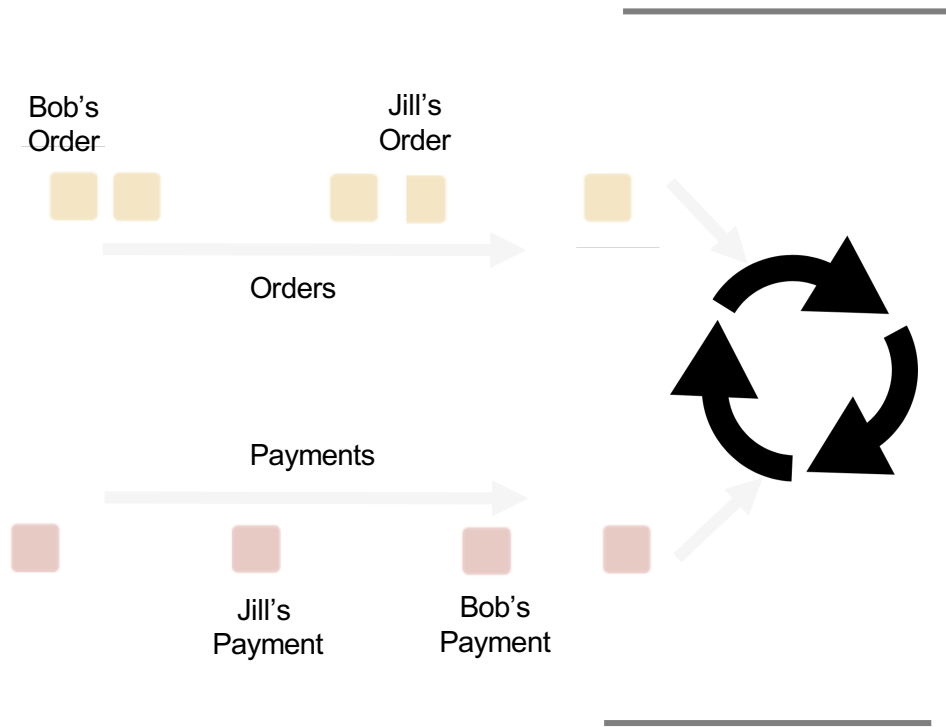 Bob’s
Order
Jill’s
Order
Orders
Payments
Jill’s
Payment
Bob’s
Payment